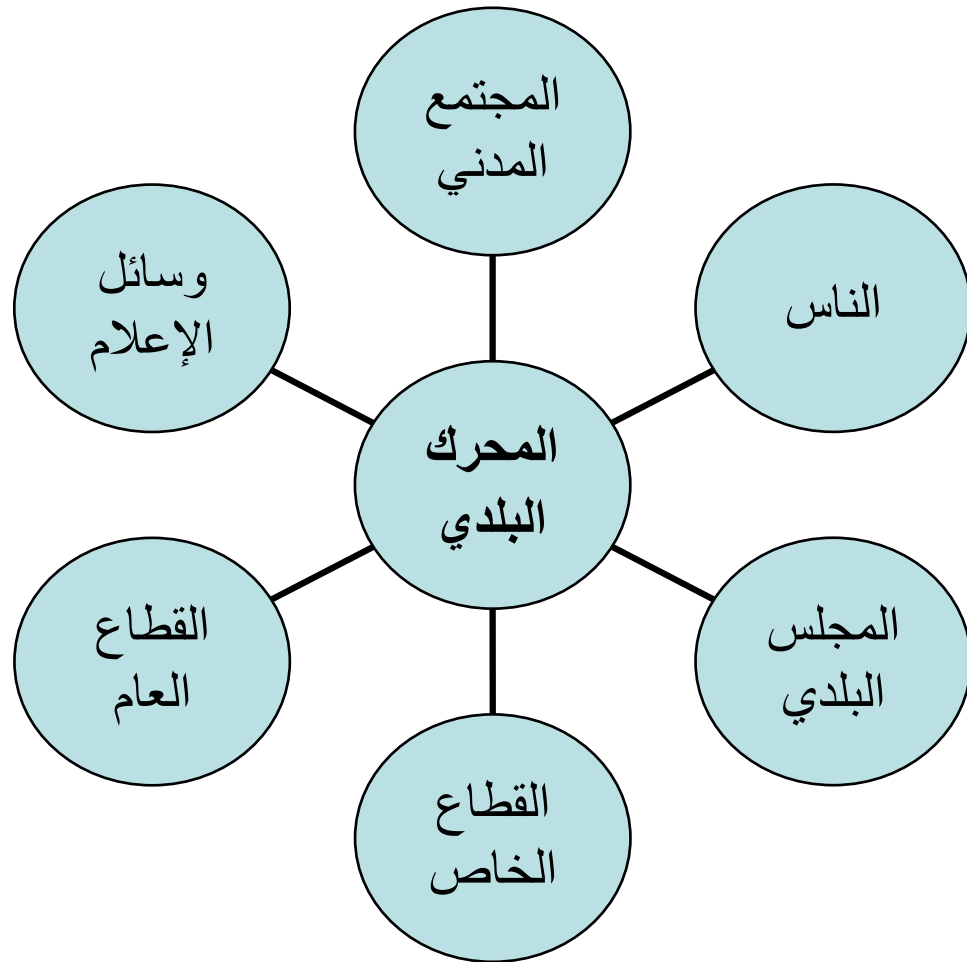 المجتمع
المدني
الناس
وسائل
الإعلام
المحرك
البلدي
المجلس
البلدي
القطاع
العام
القطاع
الخاص